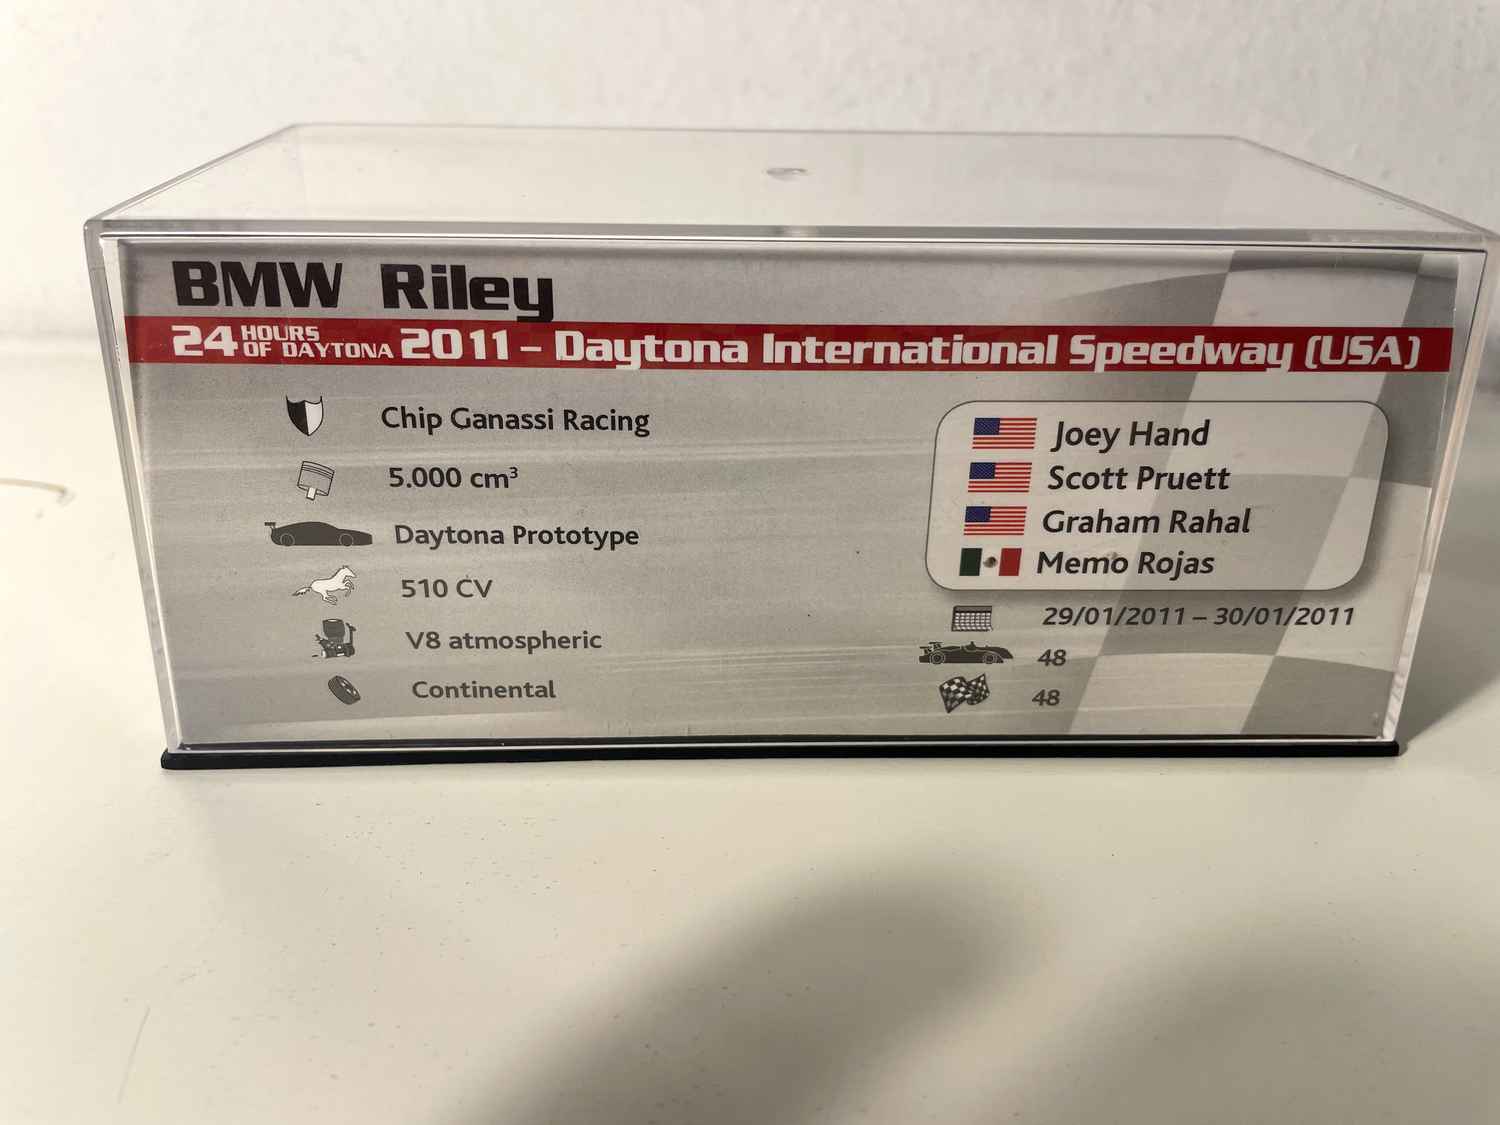 BMW Riley
24 HOURS OF DAYTONA 2011 – Daytona International Speedway (USA)
Chip Ganassi Racing
5.000 cm³
Daytona Prototype
510 CV
V8 atmospheric
Continental
Joey Hand
Scott Pruett
Graham Rahal
Memo Rojas
29/01/2011 – 30/01/2011
48
48